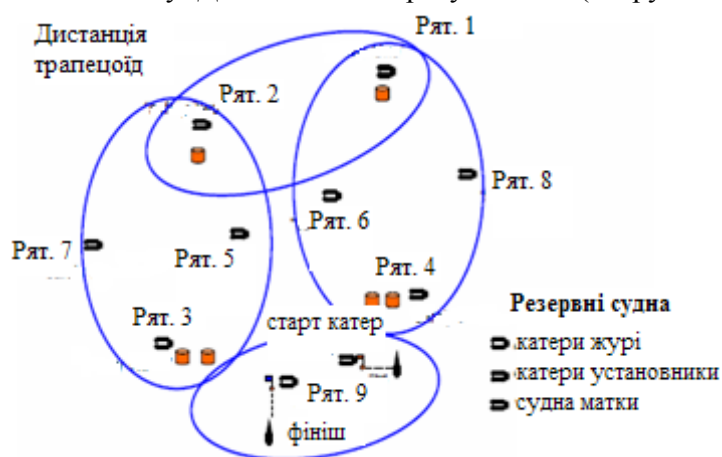 Дистанція
трапецоїд
Рят. 1
Рят. 2
Рят. 8
Рят. 6
Рят. 7
Рят. 5
Рят. 4
Рят. 3
старт катер
Рят. 9
фініш
Резервні судна
катери журі
катери установники
судна матки